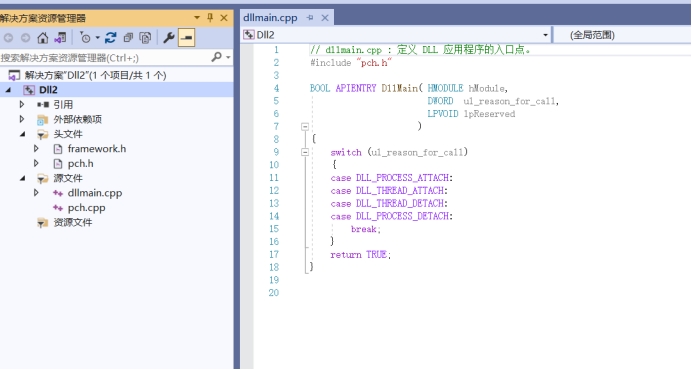 解决方案资源管理器
搜索解决方案资源管理器(Ctrl+;)
解决方案"Dll2"(1 个项目/共 1 个)
Dll2
引用
外部依赖项
头文件
framework.h
pch.h
源文件
dllmain.cpp
pch.cpp
资源文件
dllmain.cpp
Dll2
(全局范围)
1 // dllmain.cpp : 定义 DLL 应用程序的入口点。
2 #include "pch.h"
3
4 BOOL APIENTRY DllMain( HMODULE hModule,
5 DWORD ul_reason_for_call,
6 LPVOID lpReserved
7 )
8 {
9 switch (ul_reason_for_call)
10 {
11 case DLL_PROCESS_ATTACH:
12 case DLL_THREAD_ATTACH:
13 case DLL_THREAD_DETACH:
14 case DLL_PROCESS_DETACH:
15 break;
16 }
17 return TRUE;
18 }
19
20